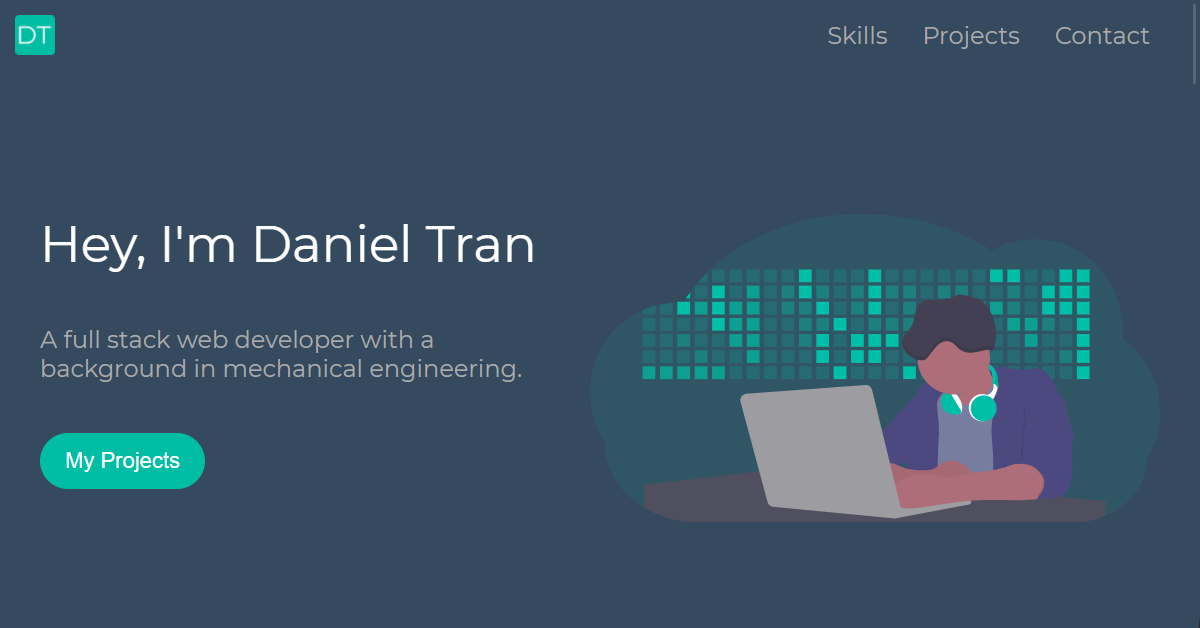 DT
Skills Projects Contact
Hey, I'm Daniel Tran
A full stack web developer with a
background in mechanical engineering.
My Projects